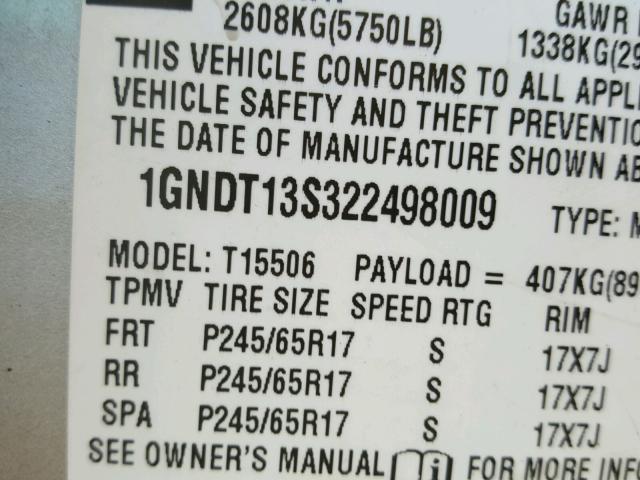 2608KG(5750LB) GAWR
1338KG(29
THIS VEHICLE CONFORMS TO ALL APPL
VEHICLE SAFETY AND THEFT PREVENTIO
THE DATE OF MANUFACTURE SHOWN AB
1GNDT13S322498009 TYPE: M
MODEL: T15506 PAYLOAD = 407KG(89
TPMV TIRE SIZE SPEED RTG RIM
FRT P245/65R17 S 17X7J
RR P245/65R17 S 17X7J
SPA P245/65R17 S 17X7J
SEE OWNER'S MANUAL i FOR MORE INFO